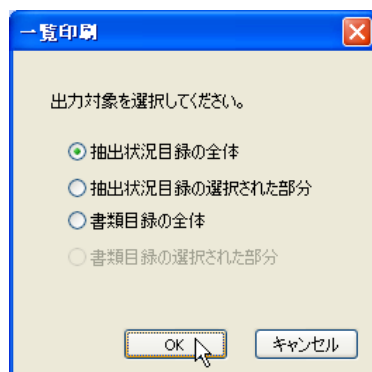 一覧印刷
出力対象を選択してください。
抽出状況目録の全体
抽出状況目録の選択された部分
書類目録の全体
書類目録の選択された部分
OK
キャンセル